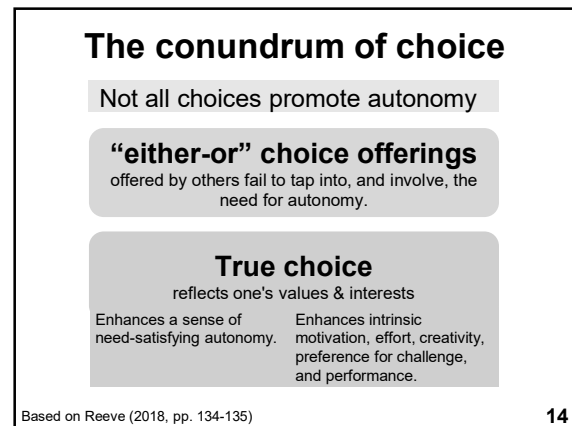 The conundrum of choice
Not all choices promote autonomy
“either-or” choice offerings
offered by others fail to tap into, and involve, the
need for autonomy.
True choice
reflects one's values & interests
Enhances a sense of
need-satisfying autonomy.
Enhances intrinsic
motivation, effort, creativity,
preference for challenge,
and performance.
Based on Reeve (2018, pp. 134-135)
14